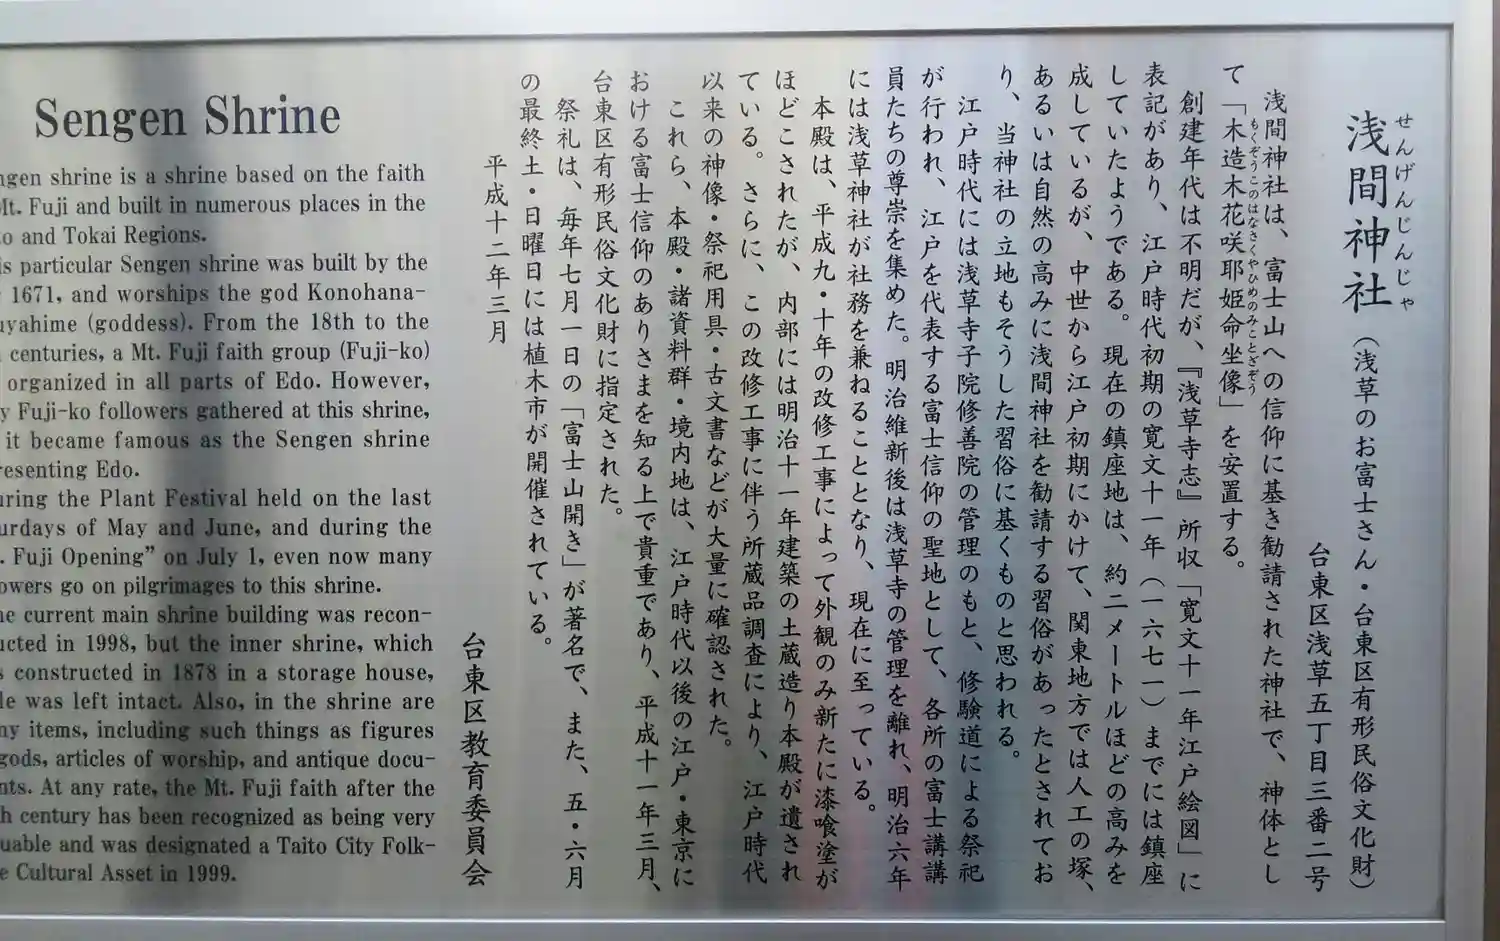 浅間神社（浅草のお富士さん・台東区有形民俗文化財）
せんげんじんじゃ
台東区浅草五丁目三番二号
浅間神社は、富士山への信仰に基き勧請された神社で、神体とし
て「木造木花咲耶姫命坐像」を安置する。
もくぞうこのはなさくやひめのみことざぞう
創建年代は不明だが、『浅草寺志』所収「寛文十一年江戸絵図」に
表記があり、江戸時代初期の寛文十一年（一六七一）までには鎮座
していたようである。現在の鎮座地は、約二メートルほどの高みを
成しているが、中世から江戸初期にかけて、関東地方では人工の塚、
あるいは自然の高みに浅間神社を勧請する習俗があったとされてお
り、当神社の立地もそうした習俗に基くものと思われる。
江戸時代には浅草寺子院修善院の管理のもと、修験道による祭祀
が行われ、江戸を代表する富士信仰の聖地として、各所の富士講講
員たちの尊崇を集めた。明治維新後は浅草寺の管理を離れ、明治六年
には浅草神社が社務を兼ねることとなり、現在に至っている。
本殿は、平成九・十年の改修工事によって外観のみ新たに漆喰塗が
ほどこされたが、内部には明治十一年建築の土蔵造り本殿が遺され
ている。さらに、この改修工事に伴う所蔵品調査により、江戸時代
以来の神像・祭祀用具・古文書などが大量に確認された。
これら、本殿・諸資料群・境内地は、江戸時代以後の江戸・東京に
おける富士信仰のありさまを知る上で貴重であり、平成十一年三月、
台東区有形民俗文化財に指定された。
祭礼は、毎年七月一日の「富士山開き」が著名で、また、五・六月
の最終土・日曜日には植木市が開催されている。
平成十二年三月
台東区教育委員会
Sengen Shrine
ngen shrine is a shrine based on the faith
Mt. Fuji and built in numerous places in the
to and Tokai Regions.
is particular Sengen shrine was built by the
r 1671, and worships the god Konohana-
uyahime (goddess). From the 18th to the
centuries, a Mt. Fuji faith group (Fuji-ko)
organized in all parts of Edo. However,
y Fuji-ko followers gathered at this shrine,
it became famous as the Sengen shrine
resenting Edo.
uring the Plant Festival held on the last
urdays of May and June, and during the
. Fuji Opening” on July 1, even now many
owers go on pilgrimages to this shrine.
he current main shrine building was recon-
ucted in 1998, but the inner shrine, which
s constructed in 1878 in a storage house,
le was left intact. Also, in the shrine are
ny items, including such things as figures
gods, articles of worship, and antique docu-
nts. At any rate, the Mt. Fuji faith after the
h century has been recognized as being very
uable and was designated a Taito City Folk-
e Cultural Asset in 1999.